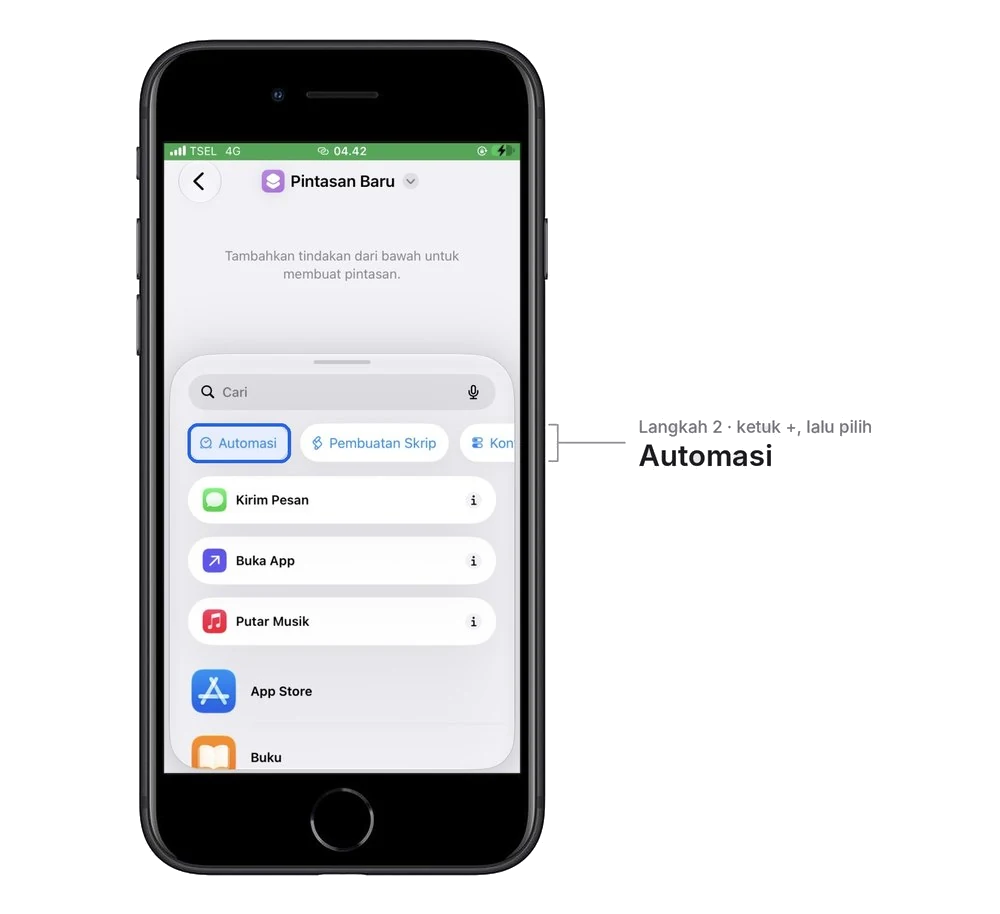 TSEL 4G 04.42
Pintasan Baru
Tambahkan tindakan dari bawah untuk
membuat pintasan.
Cari
Automasi Pembuatan Skrip Kon
Kirim Pesan
Buka App
Putar Musik
App Store
Buku
Langkah 2 · ketuk +, lalu pilih
Automasi